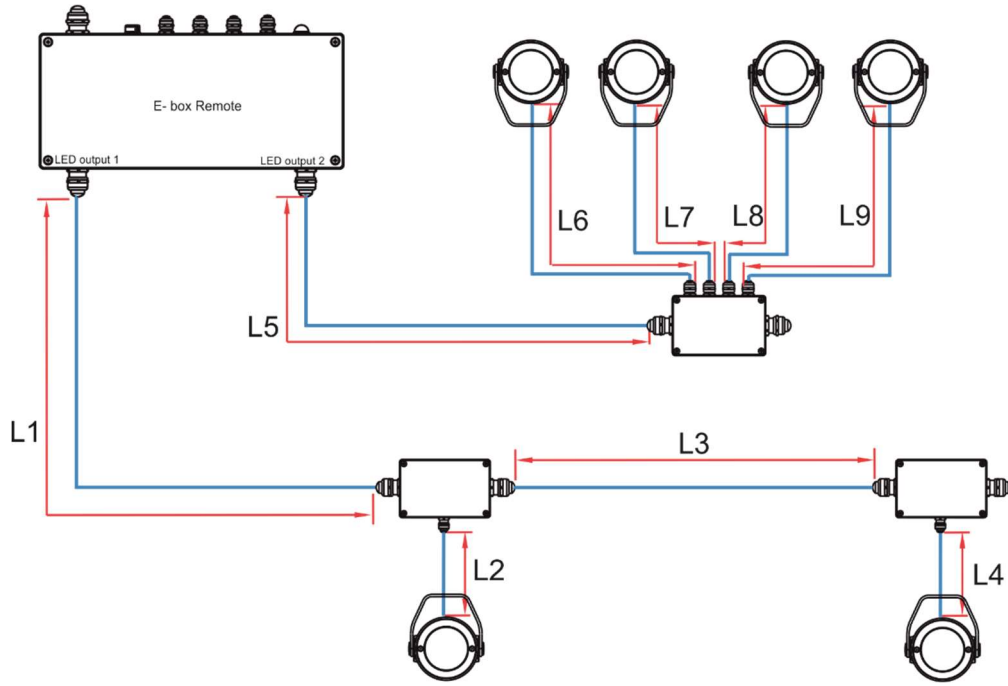 E- box Remote
LED output 1
LED output 2
L6
L7
L8
L9
L5
L1
L3
L2
L4